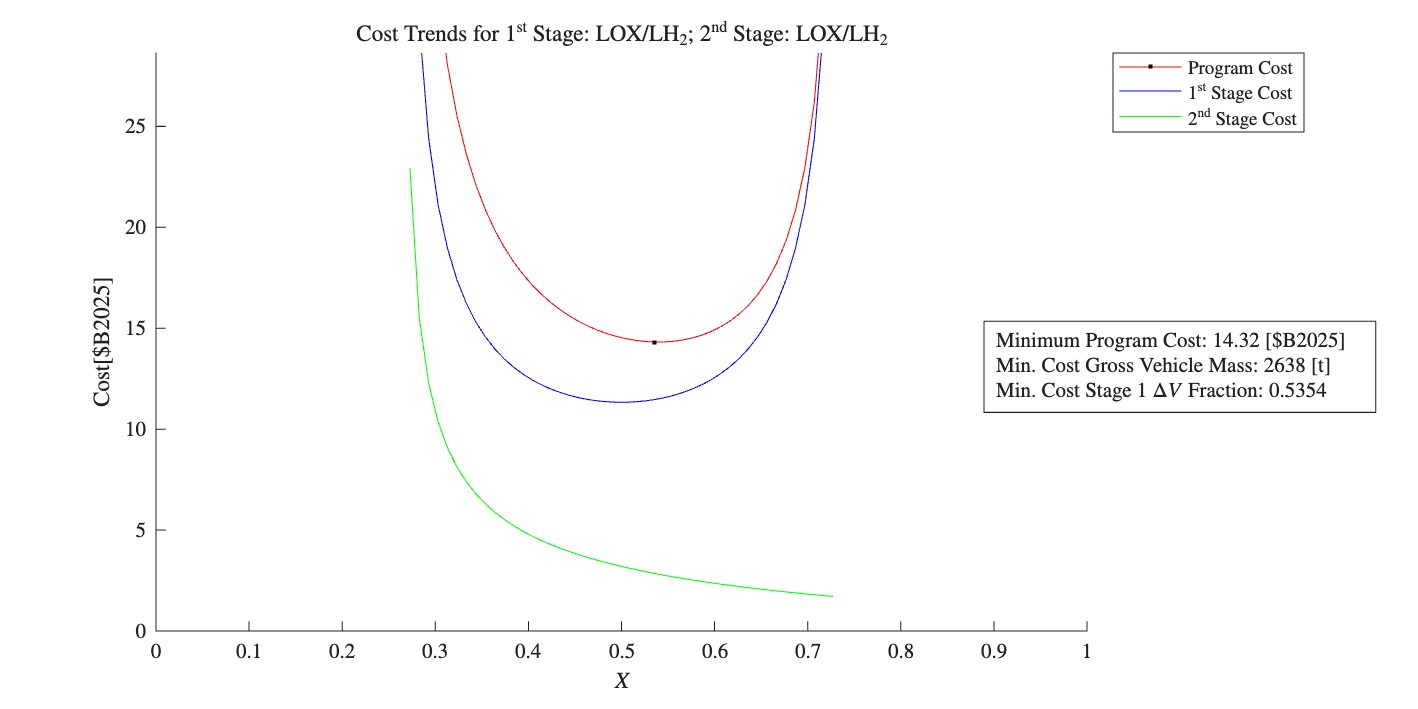 Cost Trends for 1st Stage: LOX/LH2; 2nd Stage: LOX/LH2
Program Cost
1st Stage Cost
2nd Stage Cost
25
20
15
10
5
0
Cost[$B2025]
Minimum Program Cost: 14.32 [$B2025]
Min. Cost Gross Vehicle Mass: 2638 [t]
Min. Cost Stage 1 ΔV Fraction: 0.5354
0 0.1 0.2 0.3 0.4 0.5 0.6 0.7 0.8 0.9 1
X